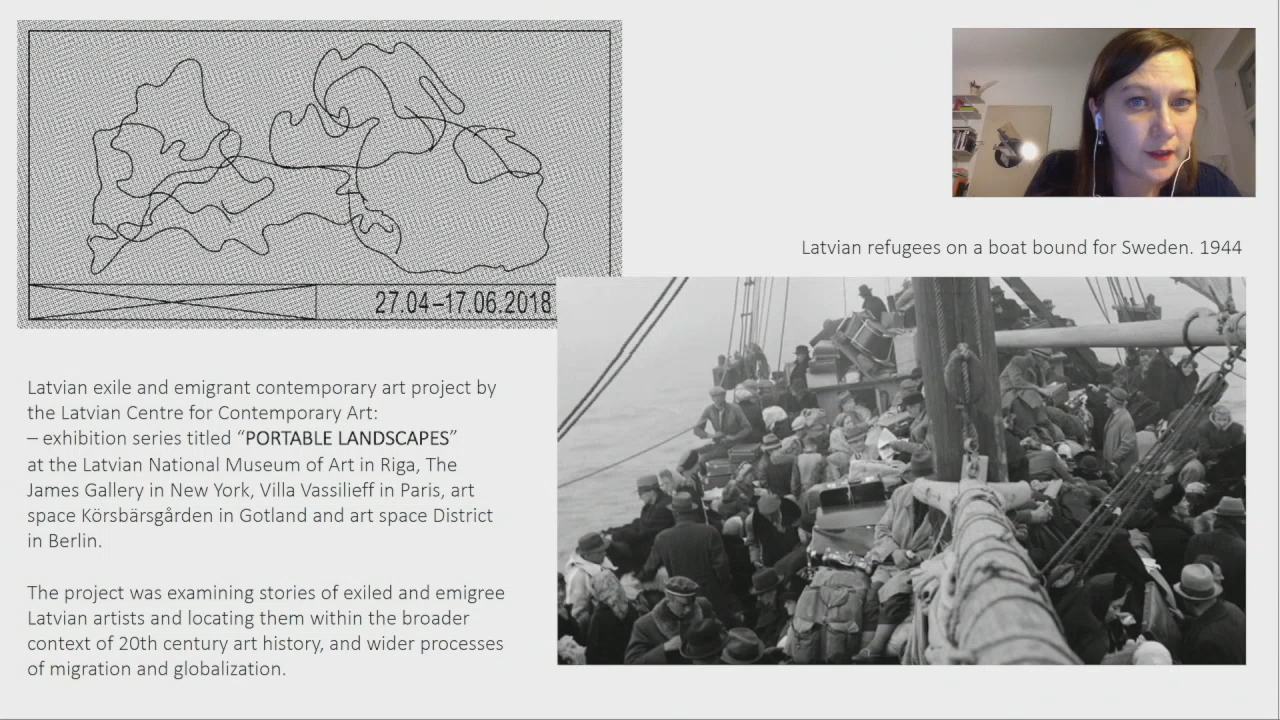 27.04–17.06.2018
Latvian refugees on a boat bound for Sweden. 1944
Latvian exile and emigrant contemporary art project by
the Latvian Centre for Contemporary Art:
– exhibition series titled “PORTABLE LANDSCAPES”
at the Latvian National Museum of Art in Riga, The
James Gallery in New York, Villa Vassilieff in Paris, art
space Körsbärsgården in Gotland and art space District
in Berlin.
The project was examining stories of exiled and emigree
Latvian artists and locating them within the broader
context of 20th century art history, and wider processes
of migration and globalization.